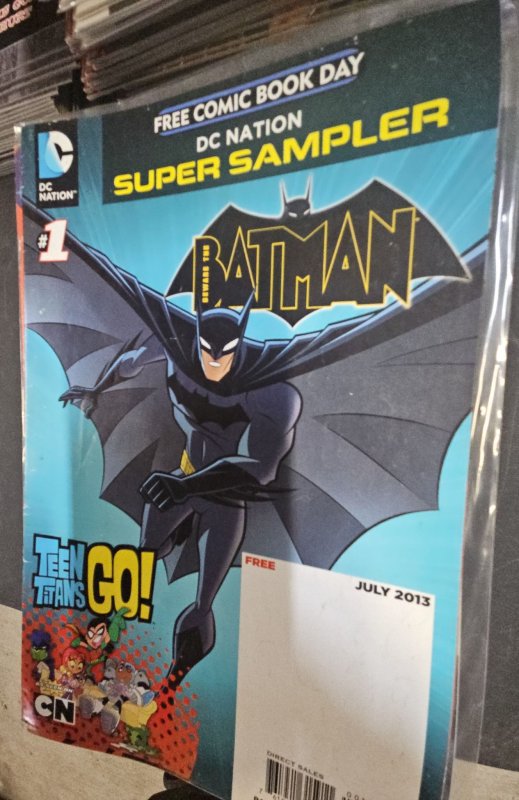 FREE COMIC BOOK DAY
DC NATION
SUPER SAMPLER
DC
DC
NATION™
#1
BEWARE THE
BATMAN
TEEN
TITANS
GO!
CN
FREE
JULY 2013
DIRECT SALES